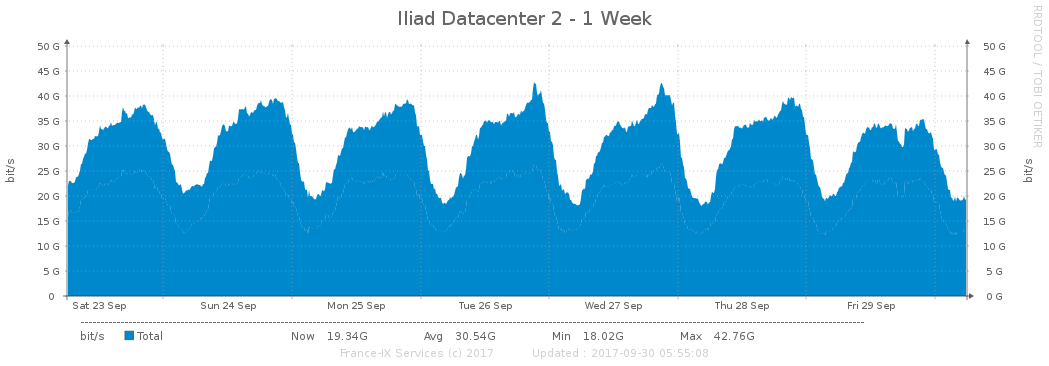 Iliad Datacenter 2 - 1 Week
RRDTOOL / TOBI OETIKER
bit/s
50 G 50 G
45 G 45 G
40 G 40 G
35 G 35 G
30 G 30 G
25 G 25 G
20 G 20 G
15 G 15 G
10 G 10 G
5 G 5 G
0 0 G
bit/s
Sat 23 Sep Sun 24 Sep Mon 25 Sep Tue 26 Sep Wed 27 Sep Thu 28 Sep Fri 29 Sep
bit/s Total Now 19.34G Avg 30.54G Min 18.02G Max 42.76G
France-IX Services (c) 2017 Updated : 2017-09-30 05:55:08